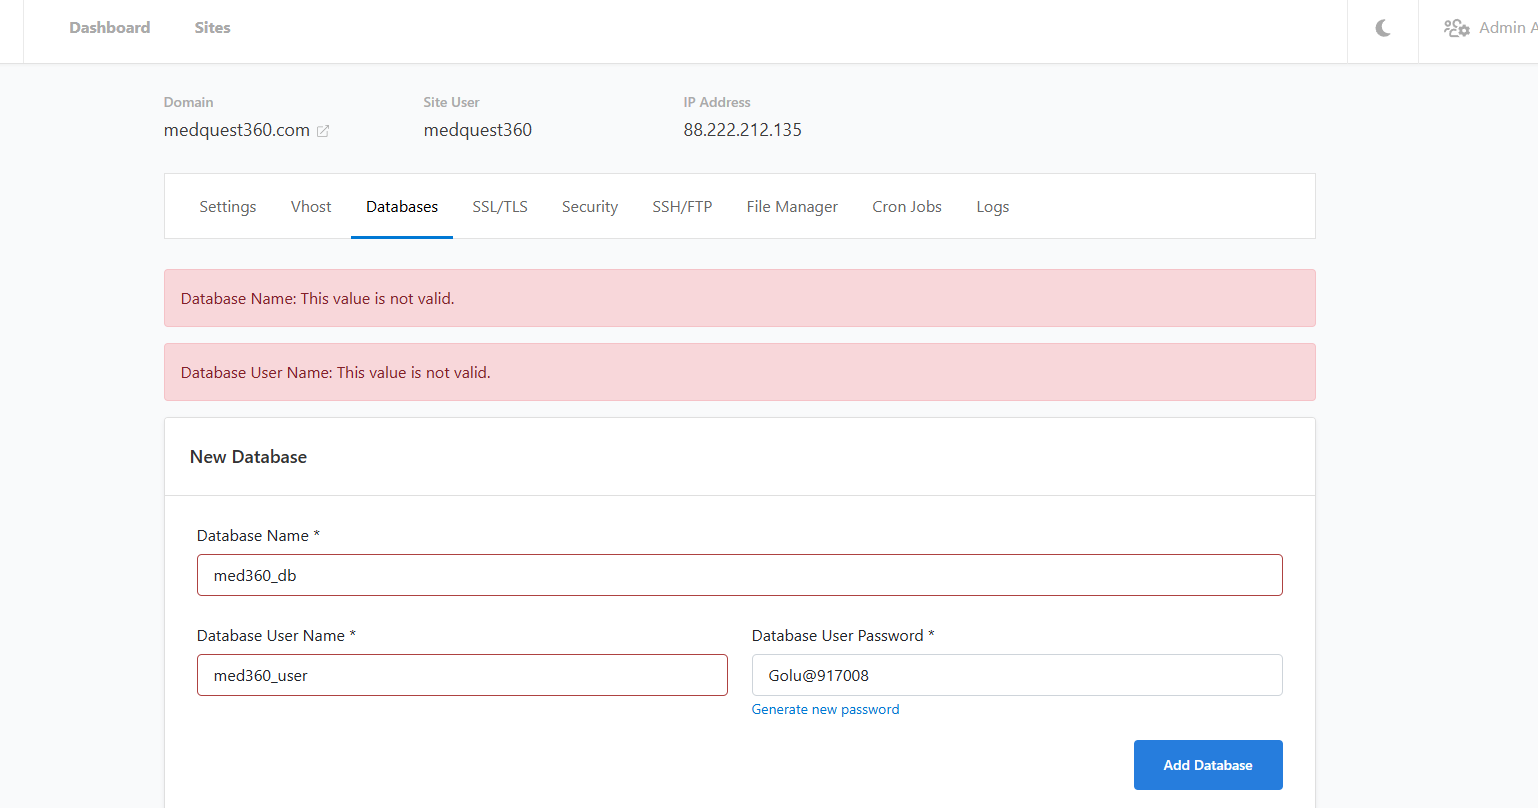 Dashboard Sites Admin A
Domain Site User IP Address
medquest360.com medquest360 88.222.212.135
Settings Vhost Databases SSL/TLS Security SSH/FTP File Manager Cron Jobs Logs
Database Name: This value is not valid.
Database User Name: This value is not valid.
New Database
Database Name *
med360_db
Database User Name * Database User Password *
med360_user Golu@917008
Generate new password
Add Database